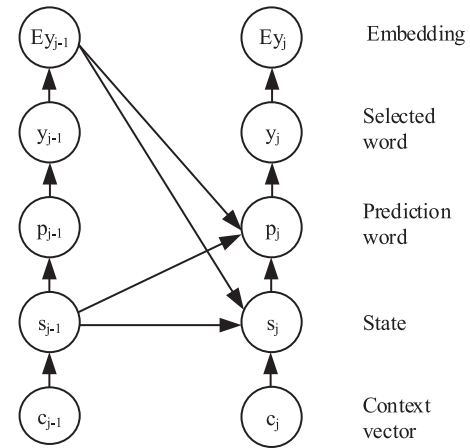 Ey_{j-1} Ey_j Embedding
y_{j-1} y_j Selected
word
p_{j-1} p_j Prediction
word
s_{j-1} s_j State
c_{j-1} c_j Context
vector